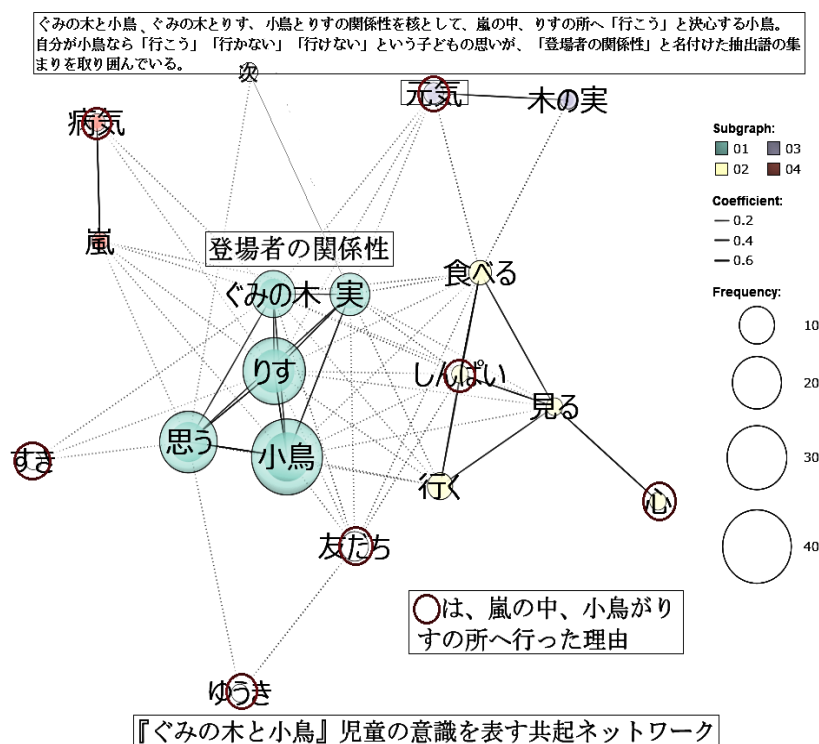 ぐみの木と小鳥、ぐみの木とりす、小鳥とりすの関係性を核として、嵐の中、りすの所へ「行こう」と決心する小鳥。
自分が小鳥なら「行こう」「行かない」「行けない」という子どもの思いが、「登場者の関係性」と名付けた抽出語の集
まりを取り囲んでいる。
次
元気
木の実
病気
嵐
登場者の関係性
ぐみの木
実
食べる
りす
しんぱい
見る
思う
小鳥
すき
行く
心
友だち
ゆうき
Subgraph:
01 03
02 04
Coefficient:
0.2
0.4
0.6
Frequency:
10
20
30
40
○は、嵐の中、小鳥がり
すの所へ行った理由
『ぐみの木と小鳥』児童の意識を表す共起ネットワーク